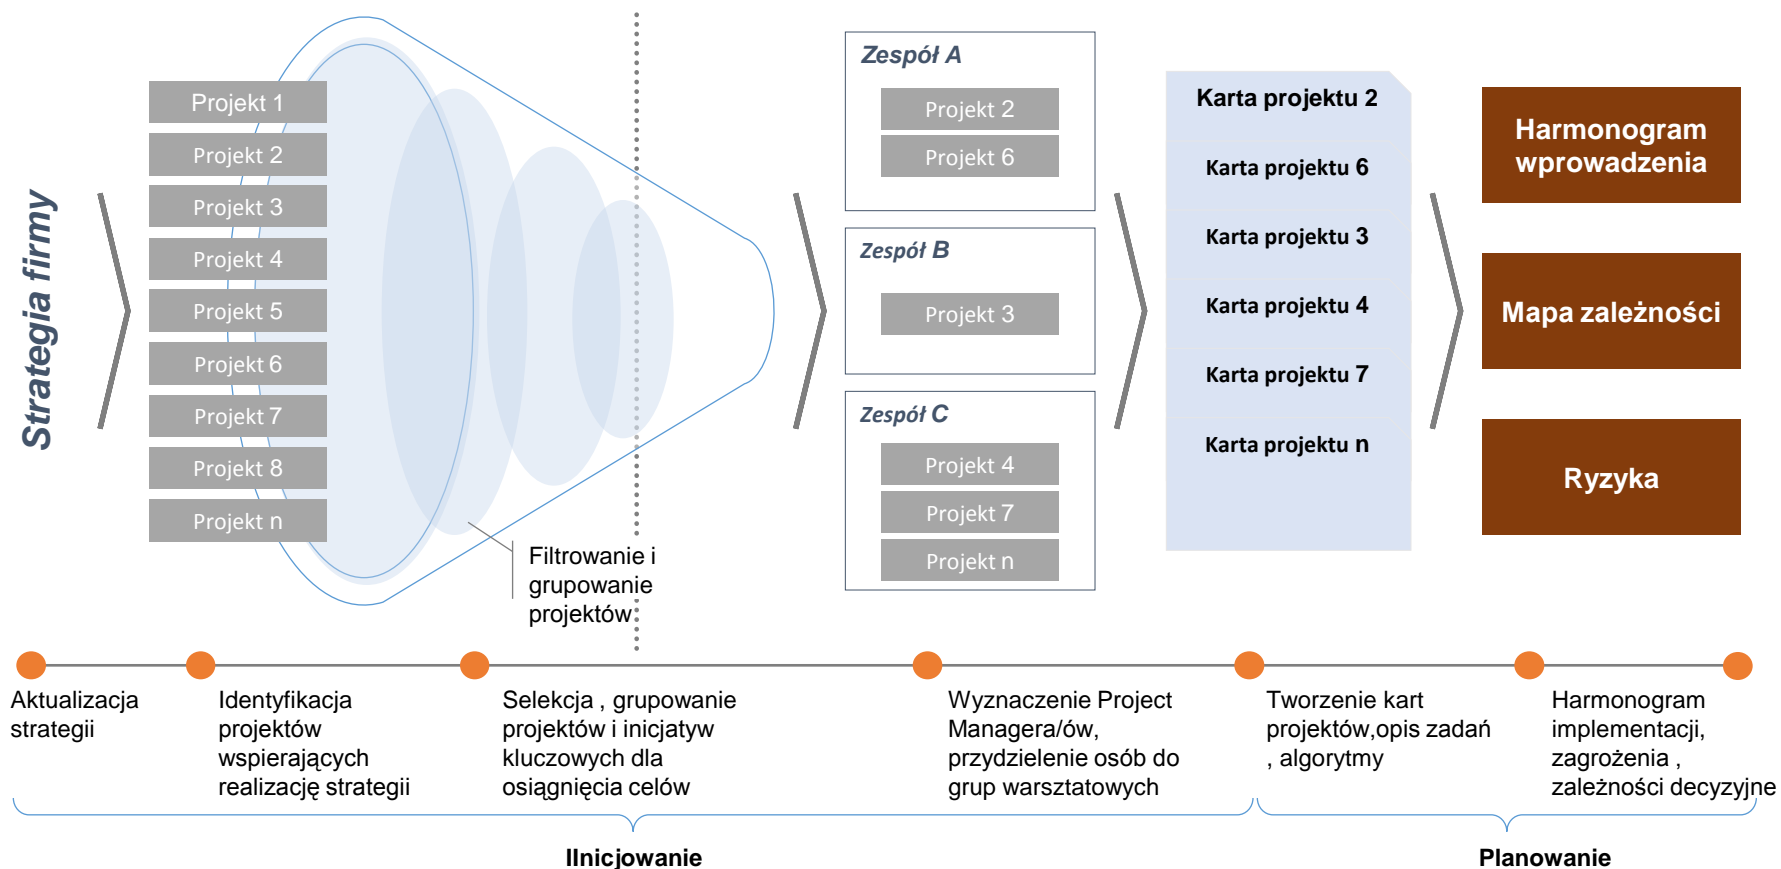 Strategia firmy
Projekt 1
Projekt 2
Projekt 3
Projekt 4
Projekt 5
Projekt 6
Projekt 7
Projekt 8
Projekt n
Filtrowanie i
grupowanie
projektów
Zespół A
Projekt 2
Projekt 6
Zespół B
Projekt 3
Zespół C
Projekt 4
Projekt 7
Projekt n
Karta projektu 2
Karta projektu 6
Karta projektu 3
Karta projektu 4
Karta projektu 7
Karta projektu n
Harmonogram
wprowadzenia
Mapa zależności
Ryzyka
Aktualizacja
strategii
Identyfikacja
projektów
wspierających
realizację strategii
Selekcja , grupowanie
projektów i inicjatyw
kluczowych dla
osiągnięcia celów
Wyznaczenie Project
Managera/ów,
przydzielenie osób do
grup warsztatowych
Tworzenie kart
projektów,opis zadań
, algorytmy
Harmonogram
implementacji,
zagrożenia ,
zależności decyzyjne
IInicjowanie
Planowanie